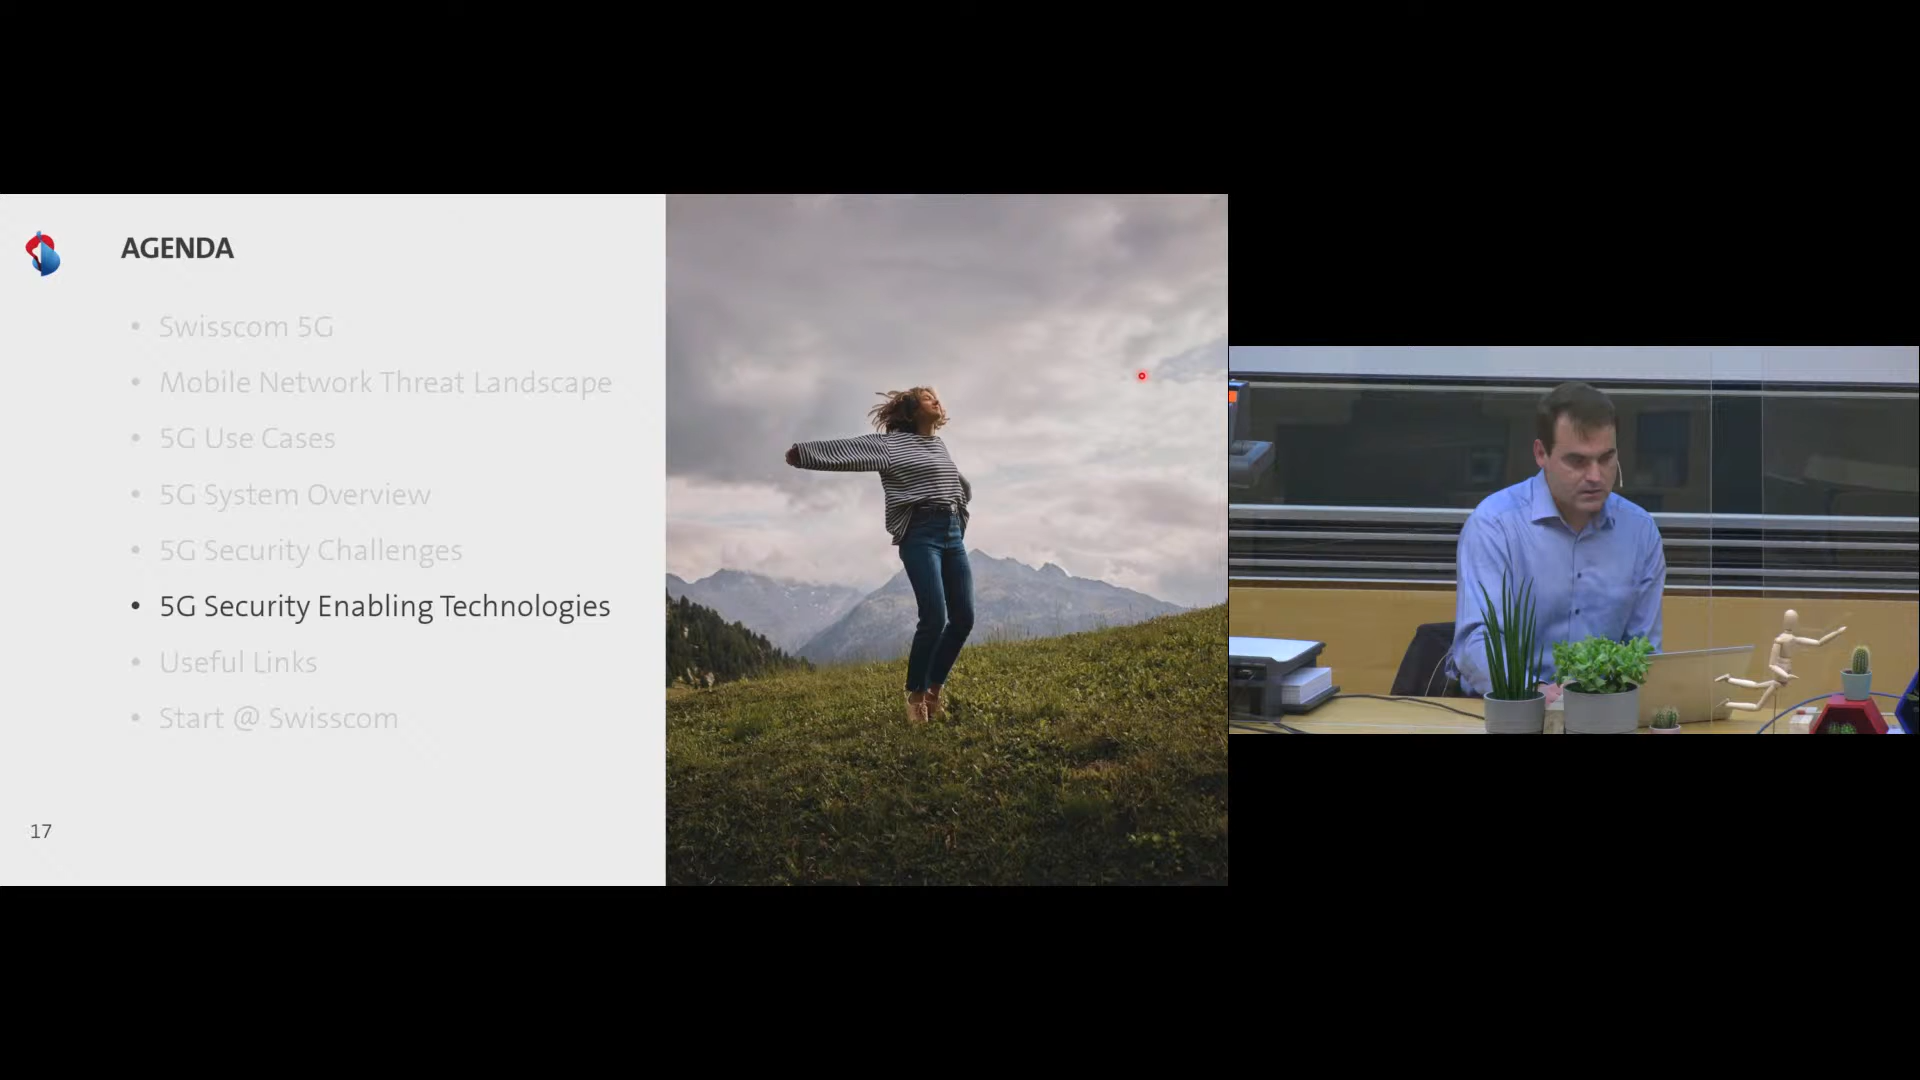 AGENDA
• Swisscom 5G
• Mobile Network Threat Landscape
• 5G Use Cases
• 5G System Overview
• 5G Security Challenges
• 5G Security Enabling Technologies
• Useful Links
• Start @ Swisscom
17